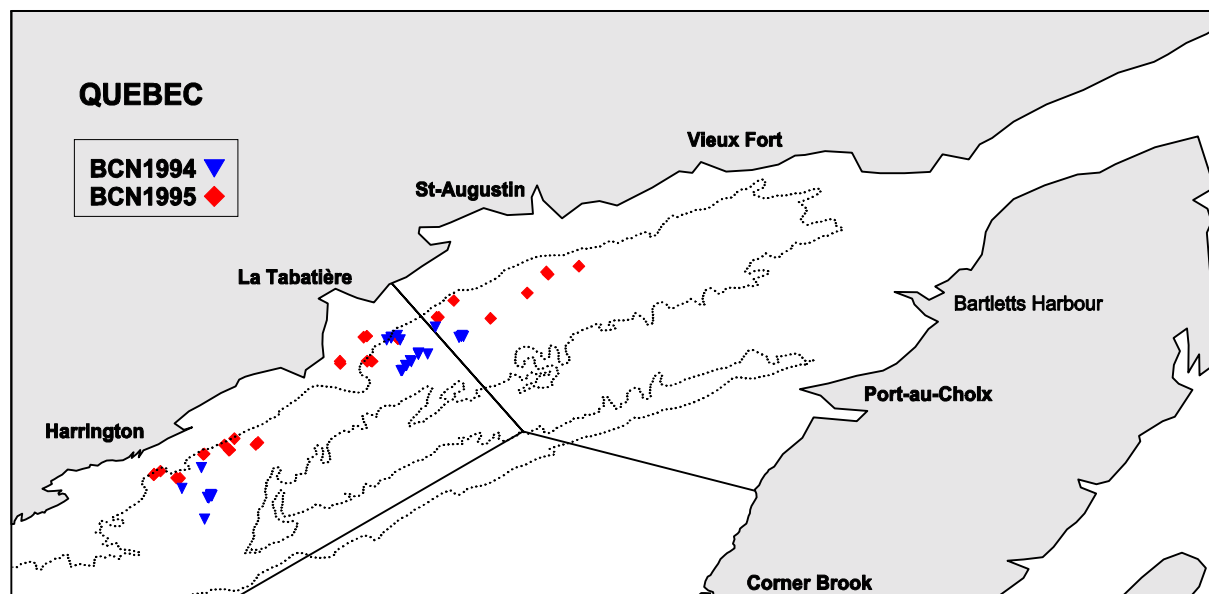 QUEBEC
BCN1994
BCN1995
Vieux Fort
St-Augustin
La Tabatière
Bartletts Harbour
Port-au-Choix
Harrington
Corner Brook